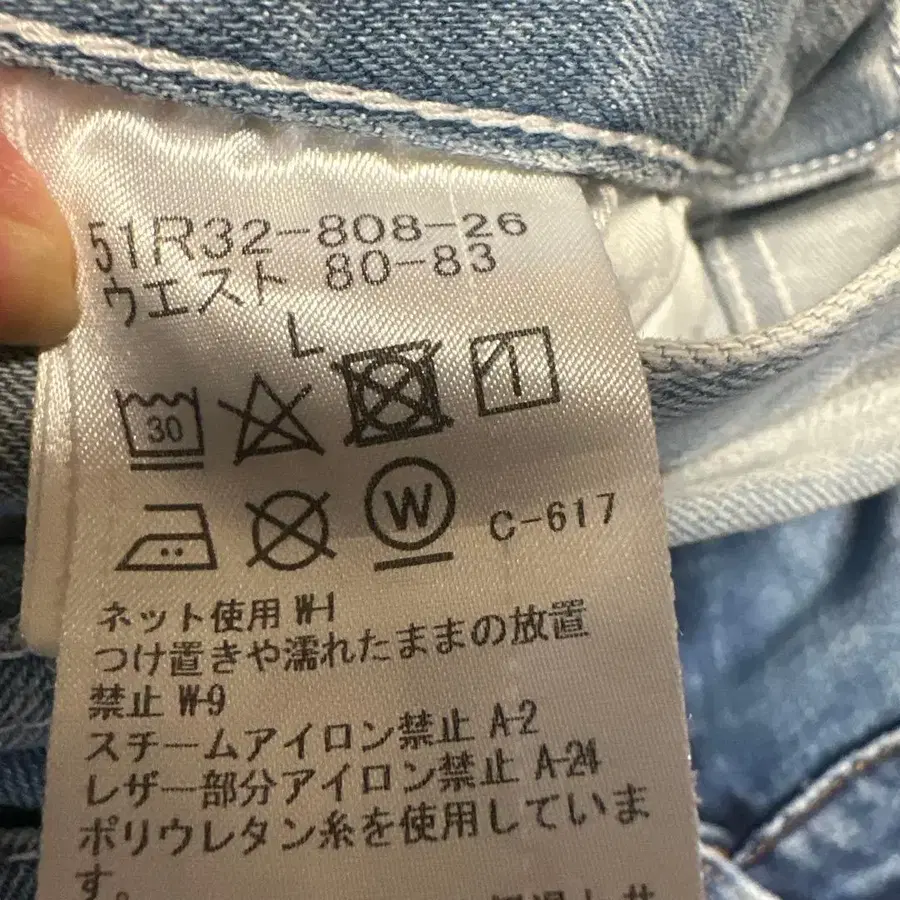 51R32-808-26
ウエスト 80-83
L
30
W C-617
ネット使用 W-1
つけ置きや濡れたままの放置
禁止 W-9
スチームアイロン禁止 A-2
レザー部分アイロン禁止 A-24
ポリウレタン糸を使用していま
す。